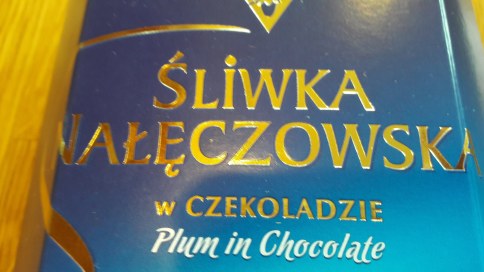 ŚLIWKA
NAŁĘCZOWSKA
w CZEKOLADZIE
Plum in Chocolate